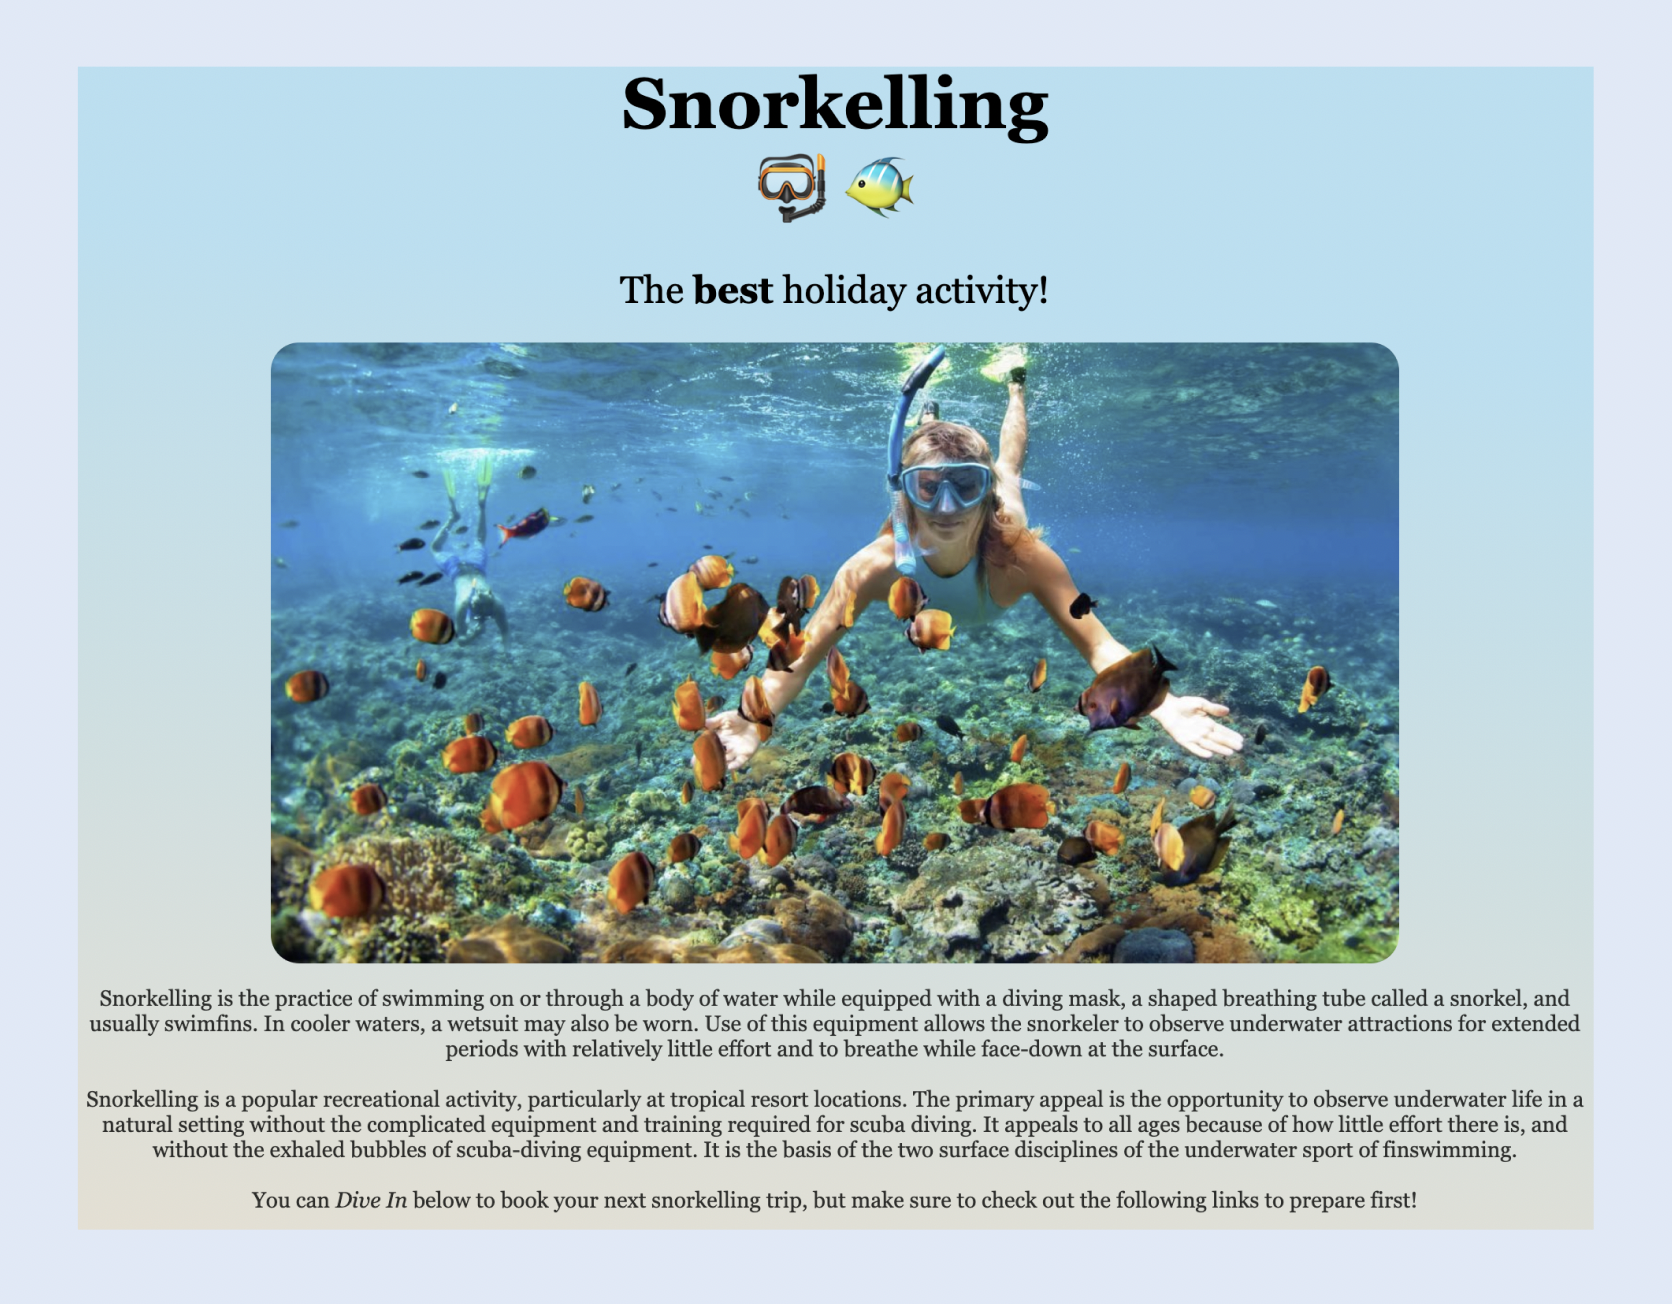 Snorkelling
The best holiday activity!
Snorkelling is the practice of swimming on or through a body of water while equipped with a diving mask, a shaped breathing tube called a snorkel, and
usually swimfins. In cooler waters, a wetsuit may also be worn. Use of this equipment allows the snorkeler to observe underwater attractions for extended
periods with relatively little effort and to breathe while face-down at the surface.
Snorkelling is a popular recreational activity, particularly at tropical resort locations. The primary appeal is the opportunity to observe underwater life in a
natural setting without the complicated equipment and training required for scuba diving. It appeals to all ages because of how little effort there is, and
without the exhaled bubbles of scuba-diving equipment. It is the basis of the two surface disciplines of the underwater sport of finswimming.
You can Dive In below to book your next snorkelling trip, but make sure to check out the following links to prepare first!